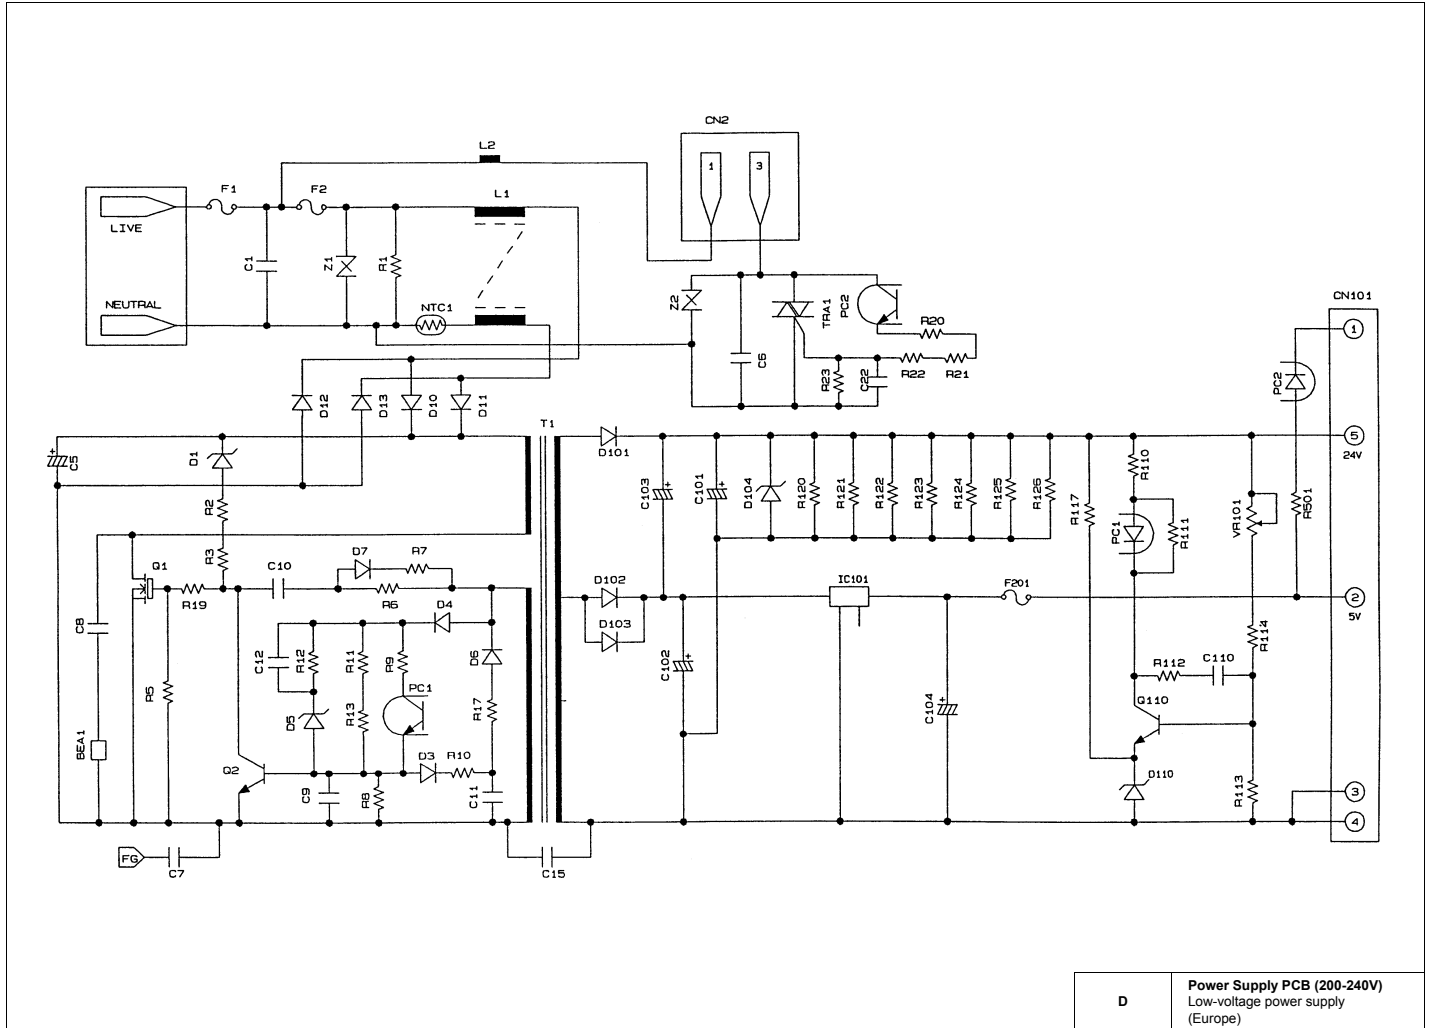 CN2
L2
1
3
F1
F2
L1
LIVE
C1
Z1
R1
NEUTRAL
NTC1
Z2
C6
TRA1
PC2
R20
R23
C22
R22
R21
CN101
1
PC2
D12
D13
D10
D11
T1
D101
5
24V
C5
D1
R2
R3
C103
C101
D104
R120
R121
R122
R123
R124
R125
R126
R117
R110
PC1
R111
VR101
R501
Q1
R19
C10
D7
R7
R6
D4
D102
D103
IC101
F201
2
5V
C8
R5
C12
R12
R11
R9
D6
PC1
R17
D5
R13
C102
C104
R114
R112
C110
Q110
BEA1
Q2
D3
R10
C9
R8
C11
D110
R113
3
4
FG
C7
C15
D
Power Supply PCB (200-240V)
Low-voltage power supply
(Europe)